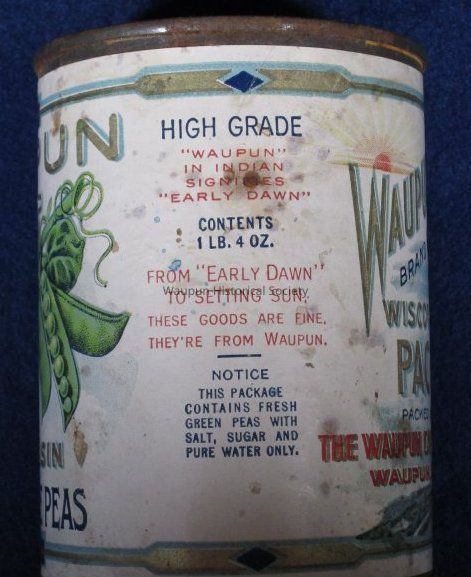 PUN
SIN
PEAS
HIGH GRADE
"WAUPUN"
IN INDIAN
SIGNIFIES
"EARLY DAWN"
CONTENTS
1 LB. 4 OZ.
FROM "EARLY DAWN"
Waupun Historical Society
TO SETTING SUN,
THESE GOODS ARE FINE,
THEY'RE FROM WAUPUN.
NOTICE
THIS PACKAGE
CONTAINS FRESH
GREEN PEAS WITH
SALT, SUGAR AND
PURE WATER ONLY.
WAUPU
BRAND
WISCO
PAC
PACKED
THE WAUPUN C
WAUPUN